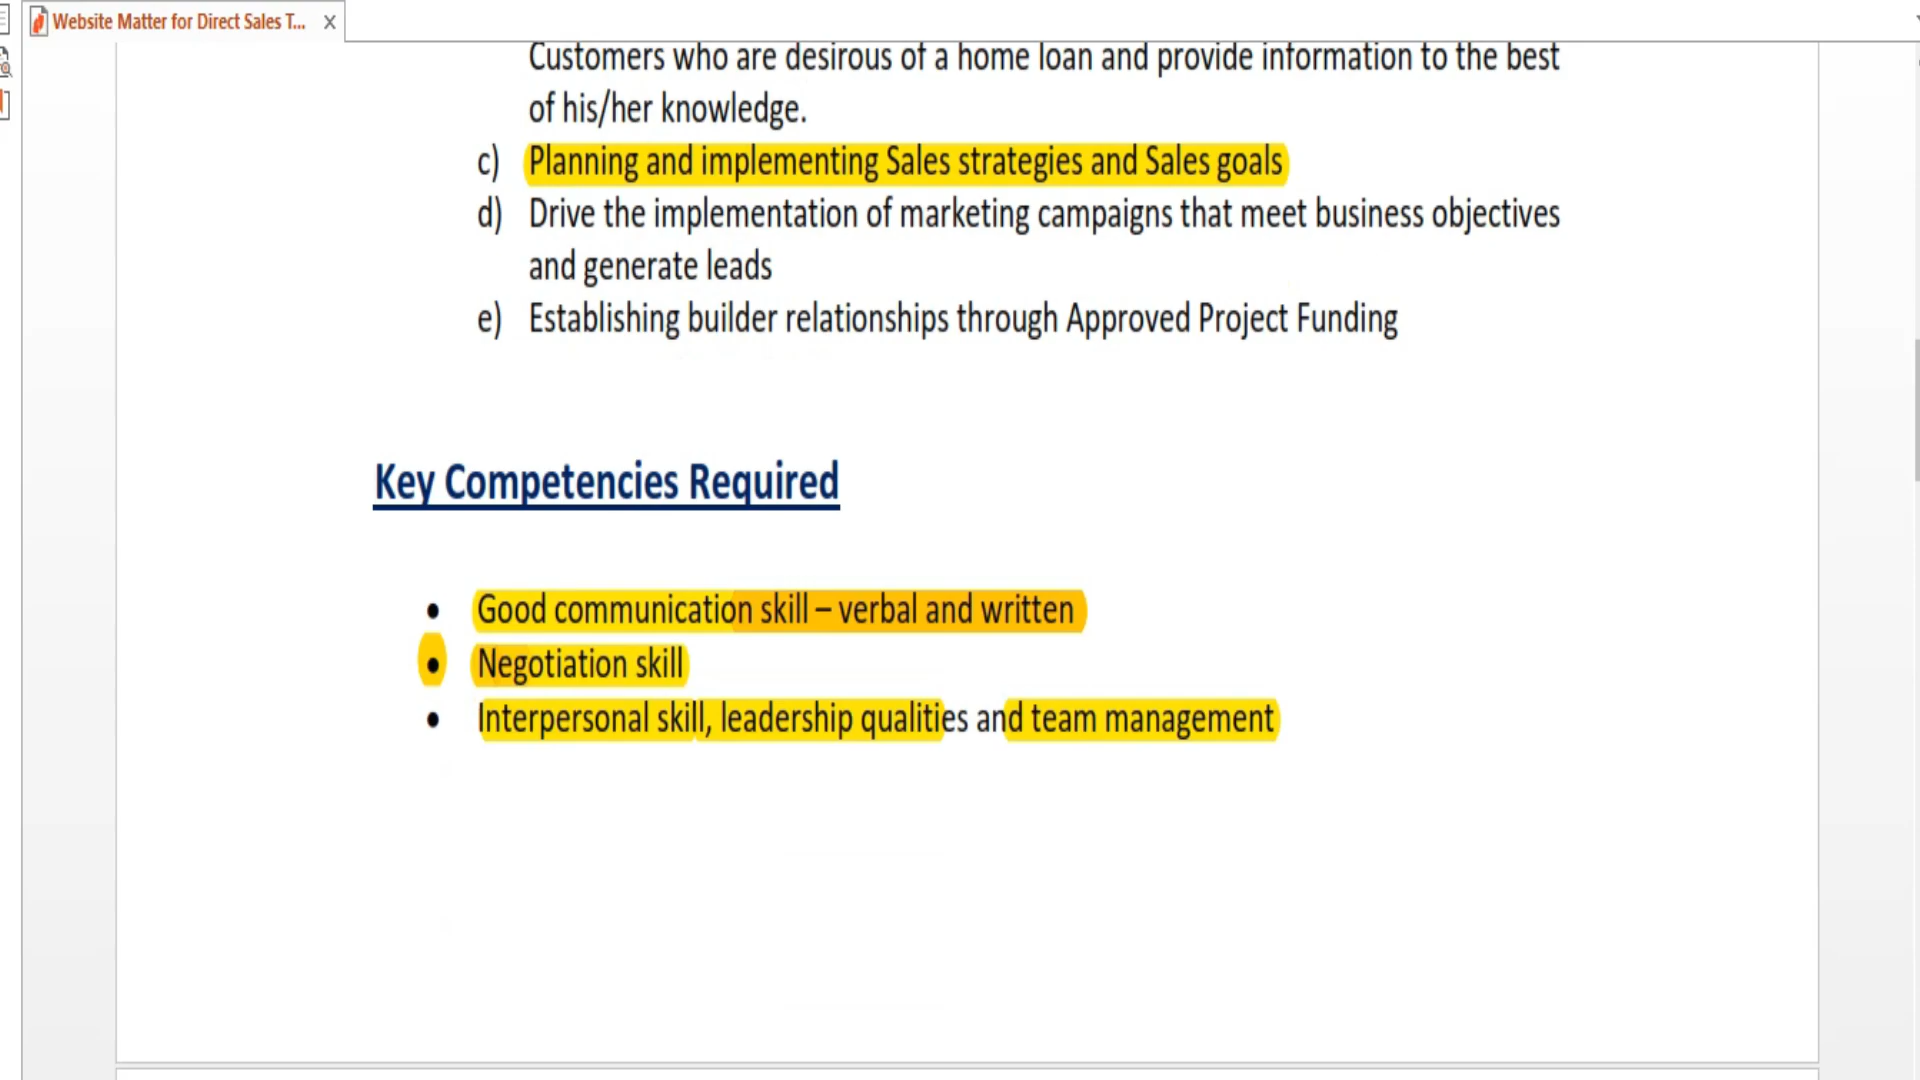 Website Matter for Direct Sales T...
Customers who are desirous of a home loan and provide information to the best
of his/her knowledge.
c) Planning and implementing Sales strategies and Sales goals
d) Drive the implementation of marketing campaigns that meet business objectives
and generate leads
e) Establishing builder relationships through Approved Project Funding
Key Competencies Required
• Good communication skill – verbal and written
• Negotiation skill
• Interpersonal skill, leadership qualities and team management